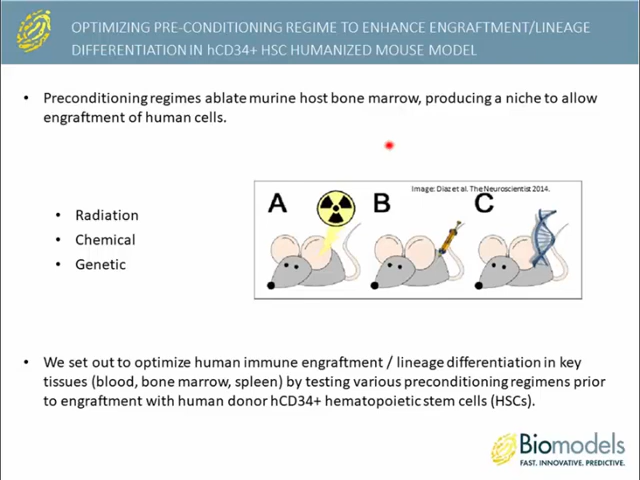 OPTIMIZING PRE-CONDITIONING REGIME TO ENHANCE ENGRAFTMENT/LINEAGE
DIFFERENTIATION IN hCD34+ HSC HUMANIZED MOUSE MODEL
• Preconditioning regimes ablate murine host bone marrow, producing a niche to allow
engraftment of human cells.
Image: Diaz et al. The Neuroscientist 2014.
A B C
• Radiation
• Chemical
• Genetic
• We set out to optimize human immune engraftment / lineage differentiation in key
tissues (blood, bone marrow, spleen) by testing various preconditioning regimens prior
to engraftment with human donor hCD34+ hematopoietic stem cells (HSCs).
Biomodels
FAST. INNOVATIVE. PREDICTIVE.